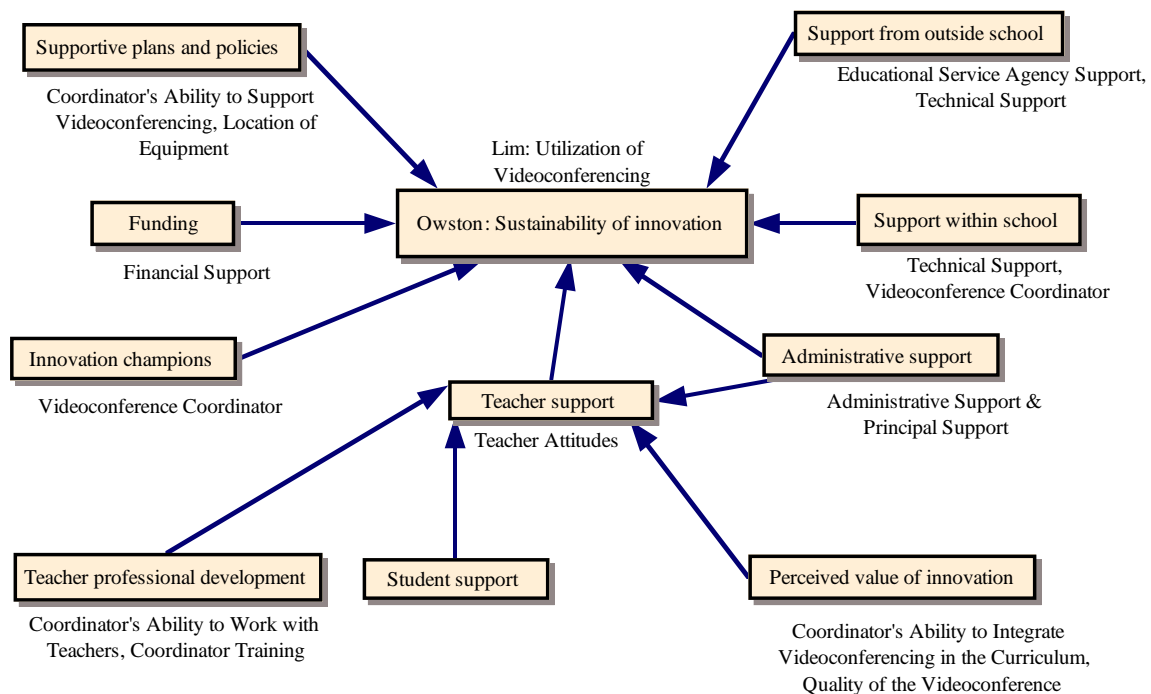 Supportive plans and policies
Coordinator's Ability to Support
Videoconferencing, Location of
Equipment
Support from outside school
Educational Service Agency Support,
Technical Support
Lim: Utilization of
Videoconferencing
Owston: Sustainability of innovation
Funding
Financial Support
Support within school
Technical Support,
Videoconference Coordinator
Innovation champions
Videoconference Coordinator
Administrative support
Administrative Support &
Principal Support
Teacher support
Teacher Attitudes
Teacher professional development
Coordinator's Ability to Work with
Teachers, Coordinator Training
Student support
Perceived value of innovation
Coordinator's Ability to Integrate
Videoconferencing in the Curriculum,
Quality of the Videoconference